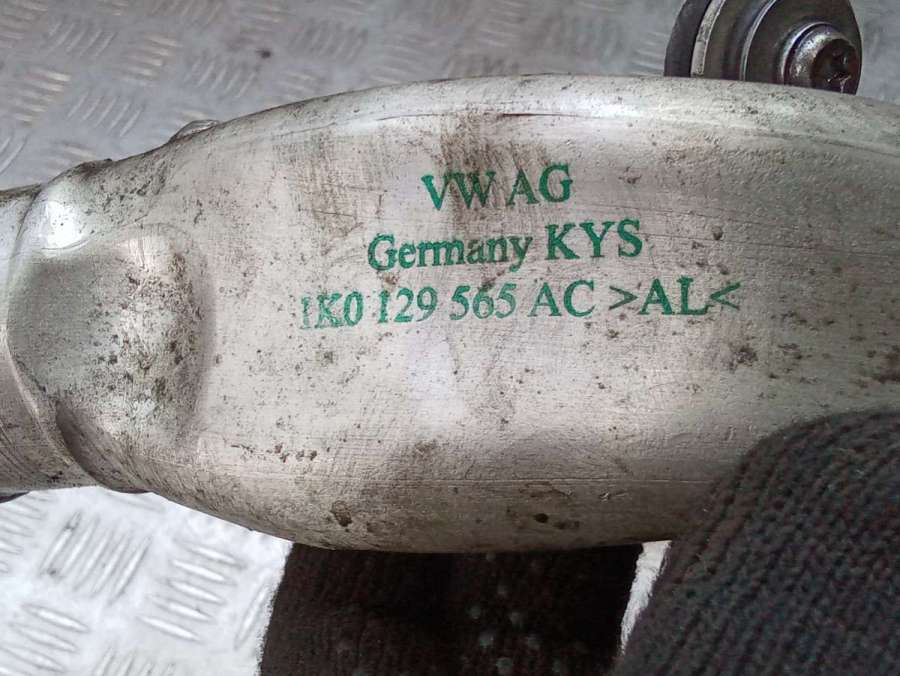 VW AG
Germany KYS
1K0 129 565 AC >AL<